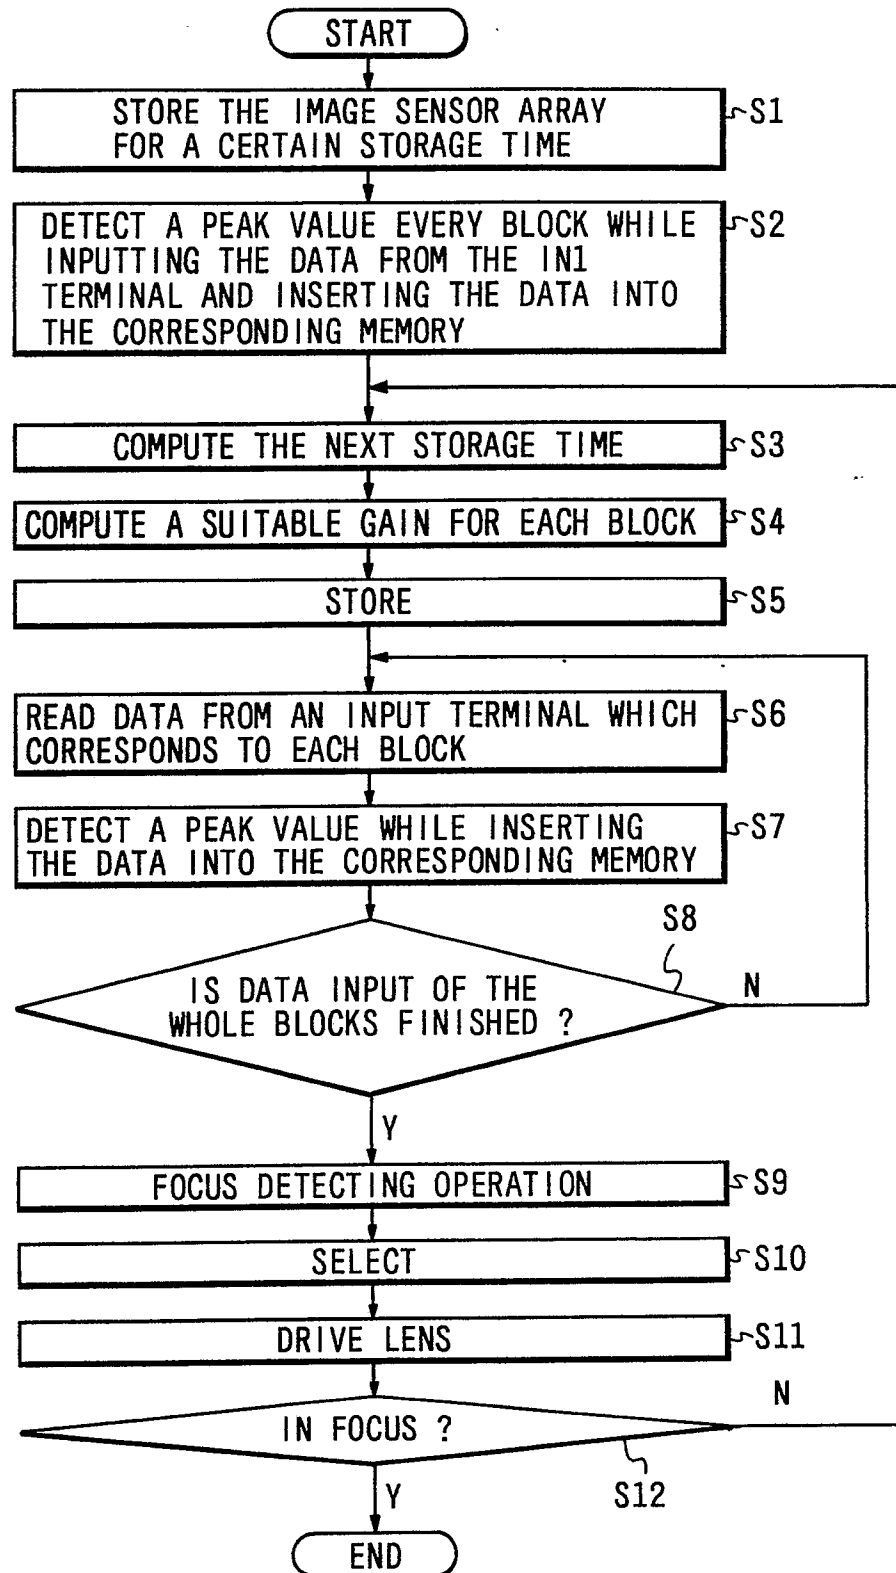 START
STORE THE IMAGE SENSOR ARRAY
FOR A CERTAIN STORAGE TIME
S1
DETECT A PEAK VALUE EVERY BLOCK WHILE
INPUTTING THE DATA FROM THE IN1
TERMINAL AND INSERTING THE DATA INTO
THE CORRESPONDING MEMORY
S2
COMPUTE THE NEXT STORAGE TIME
S3
COMPUTE A SUITABLE GAIN FOR EACH BLOCK
S4
STORE
S5
READ DATA FROM AN INPUT TERMINAL WHICH
CORRESPONDS TO EACH BLOCK
S6
DETECT A PEAK VALUE WHILE INSERTING
THE DATA INTO THE CORRESPONDING MEMORY
S7
S8
IS DATA INPUT OF THE
WHOLE BLOCKS FINISHED ?
N
Y
FOCUS DETECTING OPERATION
S9
SELECT
S10
DRIVE LENS
S11
N
IN FOCUS ?
S12
Y
END